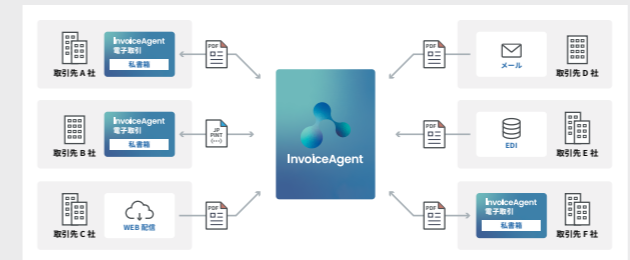 InvoiceAgent
電子取引
私書箱
取引先 A 社
PDF
InvoiceAgent
電子取引
私書箱
取引先 B 社
JP
PINT
取引先 C 社
WEB 配信
PDF
InvoiceAgent
PDF
メール
取引先 D 社
PDF
EDI
取引先 E 社
PDF
InvoiceAgent
電子取引
私書箱
取引先 F 社